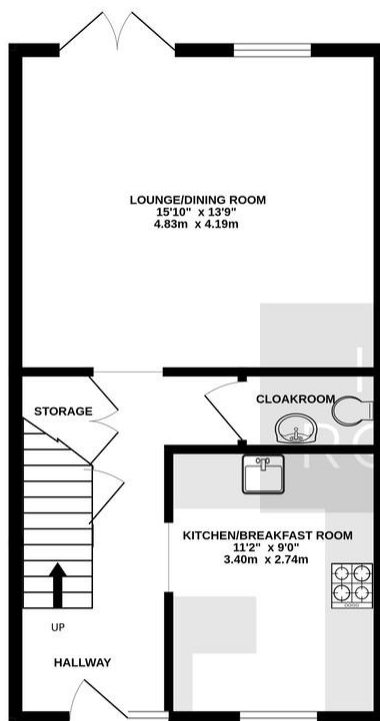 LOUNGE/DINING ROOM
15'10" x 13'9"
4.83m x 4.19m
STORAGE
CLOAKROOM
KITCHEN/BREAKFAST ROOM
11'2" x 9'0"
3.40m x 2.74m
UP
HALLWAY